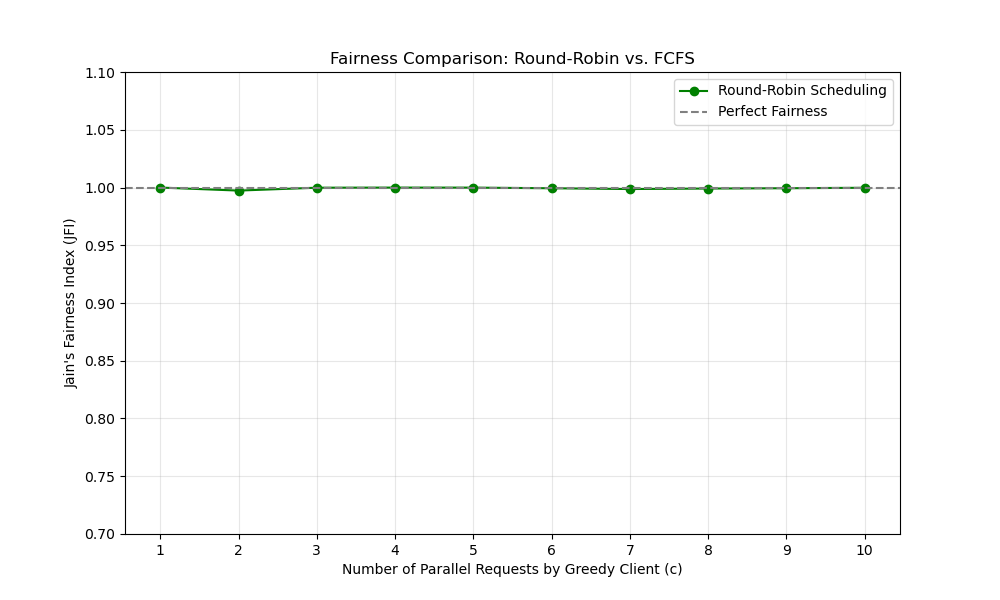 Fairness Comparison: Round-Robin vs. FCFS
Round-Robin Scheduling
Perfect Fairness
Jain's Fairness Index (JFI)
1.10
1.05
1.00
0.95
0.90
0.85
0.80
0.75
0.70
1 2 3 4 5 6 7 8 9 10
Number of Parallel Requests by Greedy Client (c)